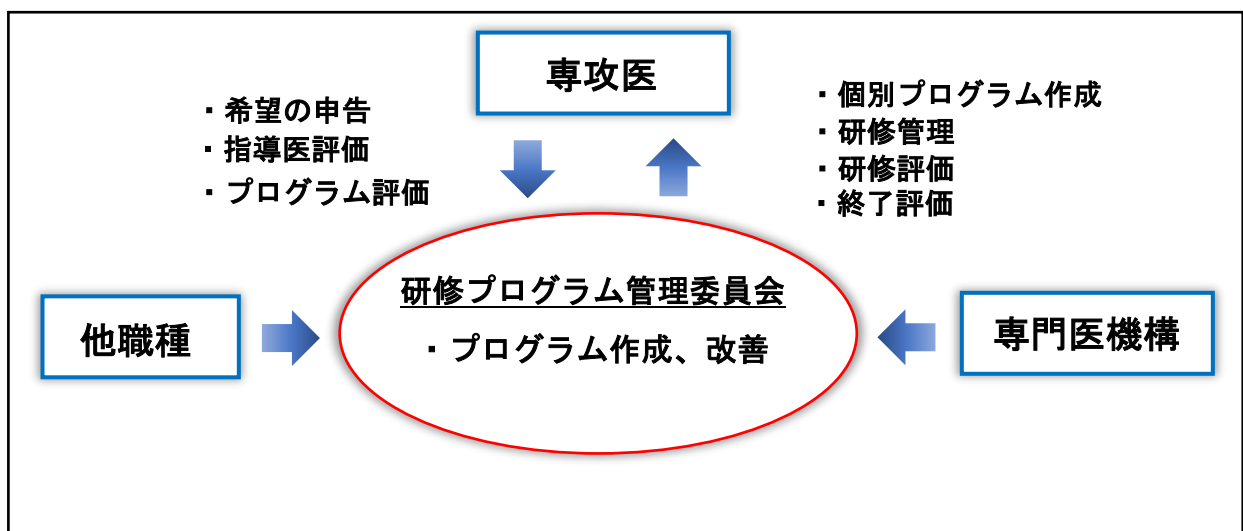 専攻医
・希望の申告
・指導医評価
・プログラム評価
・個別プログラム作成
・研修管理
・研修評価
・終了評価
研修プログラム管理委員会
・プログラム作成、改善
他職種
専門医機構